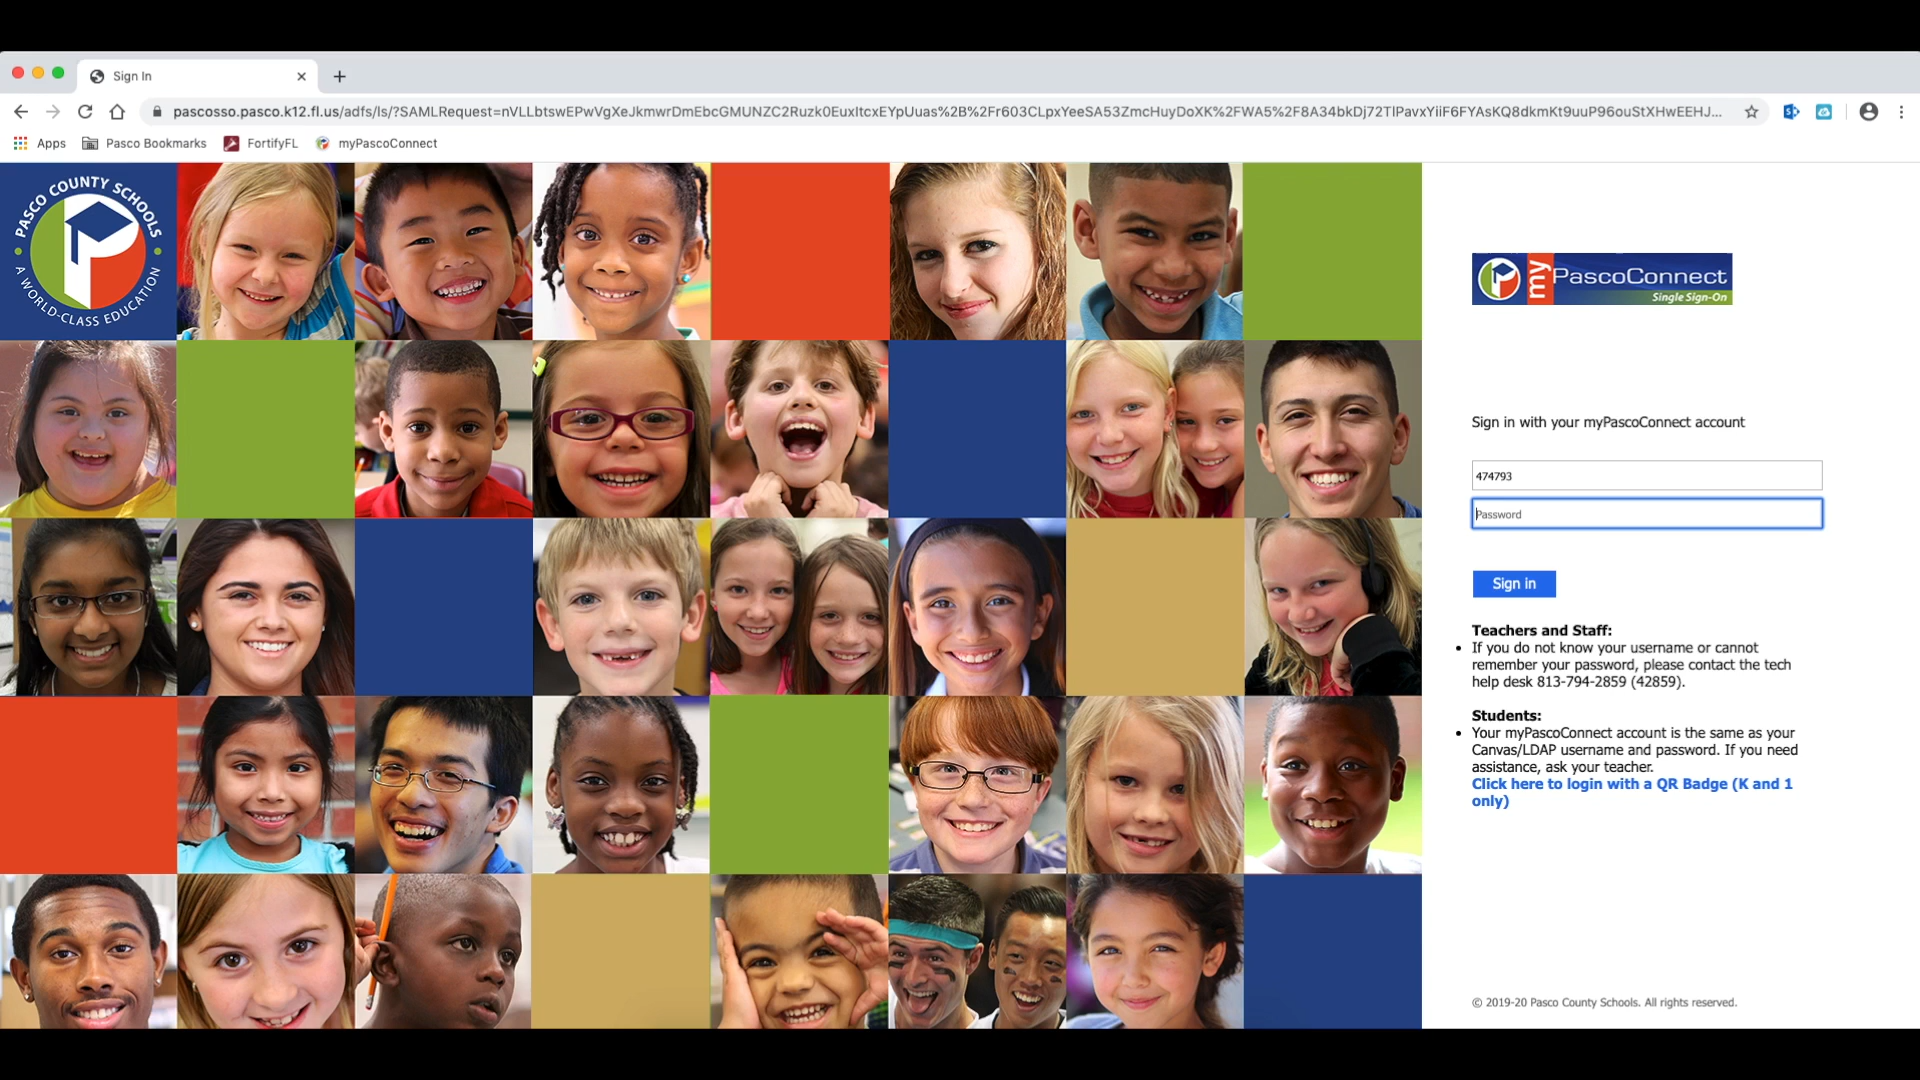 Sign In
pascosso.pasco.k12.fl.us/adfs/ls/?SAMLRequest=nVLLbtswEPwVgXeJkmwrDmEbcGMUNZC2Ruzk0EuxItcxEYpUuas%2B%2Fr603CLpxYeeSA53ZmcHuyDoXK%2FWA5%2F8A34bkDj72TlPavxYiiF6FYAsKQ8dkmKt9uuP96ouStXHwEEHJ...
Apps
Pasco Bookmarks
FortifyFL
myPascoConnect
PASCO COUNTY SCHOOLS
A WORLD-CLASS EDUCATION
myPascoConnect
Single Sign-On
Sign in with your myPascoConnect account
474793
Password
Sign in
Teachers and Staff:
• If you do not know your username or cannot
remember your password, please contact the tech
help desk 813-794-2859 (42859).
Students:
• Your myPascoConnect account is the same as your
Canvas/LDAP username and password. If you need
assistance, ask your teacher.
Click here to login with a QR Badge (K and 1
only)
© 2019-20 Pasco County Schools. All rights reserved.